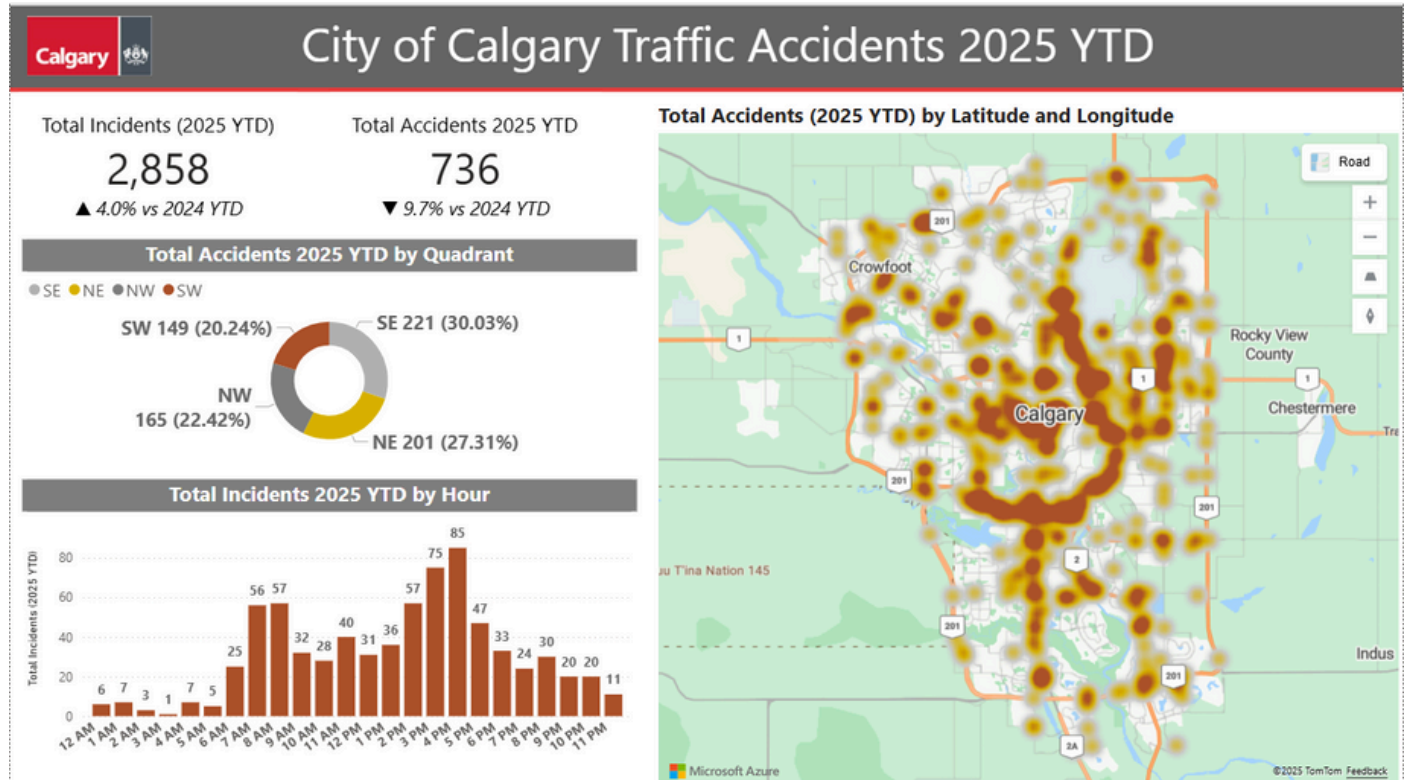 Calgary
City of Calgary Traffic Accidents 2025 YTD
Total Incidents (2025 YTD)
2,858
▲ 4.0% vs 2024 YTD
Total Accidents 2025 YTD
736
▼ 9.7% vs 2024 YTD
Total Accidents 2025 YTD by Quadrant
SE NE NW SW
SW 149 (20.24%)
SE 221 (30.03%)
NW
165 (22.42%)
NE 201 (27.31%)
Total Incidents 2025 YTD by Hour
Total Incidents (2025 YTD)
80
60
40
20
0
6 7 3 1 7 5 25 56 57 32 28 40 31 36 57 75 85 47 33 24 30 20 20 11
12 AM 1 AM 2 AM 3 AM 4 AM 5 AM 6 AM 7 AM 8 AM 9 AM 10 AM 11 AM 12 PM 1 PM 2 PM 3 PM 4 PM 5 PM 6 PM 7 PM 8 PM 9 PM 10 PM 11 PM
Total Accidents (2025 YTD) by Latitude and Longitude
Road
201
Crowfoot
1
Rocky View
County
1
1
Chestermere
Calgary
Tra
201
201
2
uu T'ina Nation 145
201
Indus
201
2A
Microsoft Azure
©2025 TomTom Feedback